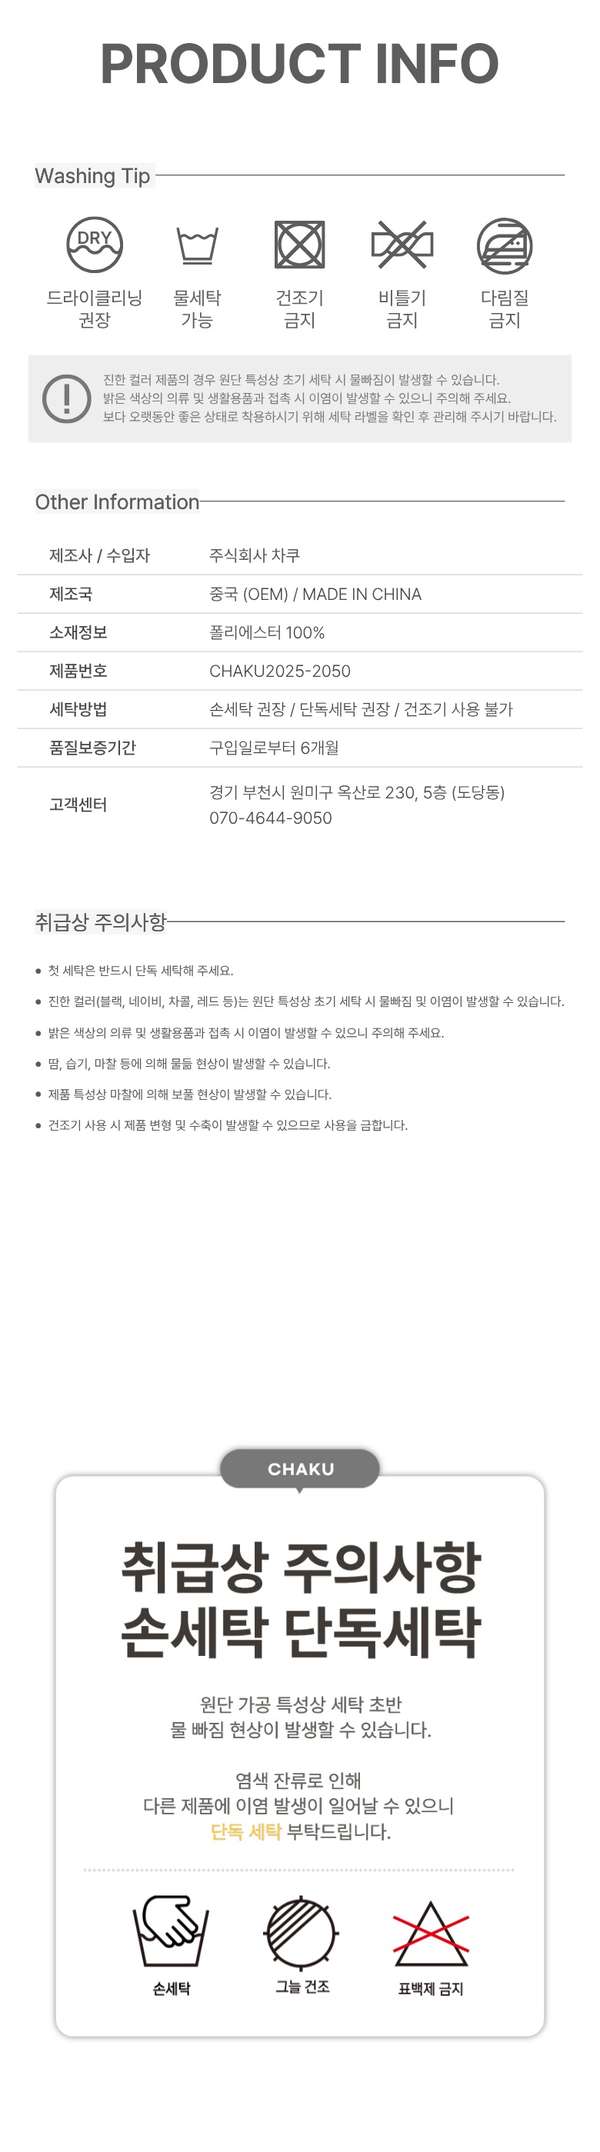 PRODUCT INFO
Washing Tip
DRY
드라이클리닝
권장
물세탁
가능
건조기
금지
비틀기
금지
다림질
금지
진한 컬러 제품의 경우 원단 특성상 초기 세탁 시 물빠짐이 발생할 수 있습니다.
밝은 색상의 의류 및 생활용품과 접촉 시 이염이 발생할 수 있으니 주의해 주세요.
보다 오랫동안 좋은 상태로 착용하시기 위해 세탁 라벨을 확인 후 관리해 주시기 바랍니다.
Other Information
제조사 / 수입자 주식회사 차쿠
제조국 중국 (OEM) / MADE IN CHINA
소재정보 폴리에스터 100%
제품번호 CHAKU2025-2050
세탁방법 손세탁 권장 / 단독세탁 권장 / 건조기 사용 불가
품질보증기간 구입일로부터 6개월
고객센터 경기 부천시 원미구 옥산로 230, 5층 (도당동)
070-4644-9050
취급상 주의사항
• 첫 세탁은 반드시 단독 세탁해 주세요.
• 진한 컬러(블랙, 네이비, 차콜, 레드 등)는 원단 특성상 초기 세탁 시 물빠짐 및 이염이 발생할 수 있습니다.
• 밝은 색상의 의류 및 생활용품과 접촉 시 이염이 발생할 수 있으니 주의해 주세요.
• 땀, 습기, 마찰 등에 의해 물듦 현상이 발생할 수 있습니다.
• 제품 특성상 마찰에 의해 보풀 현상이 발생할 수 있습니다.
• 건조기 사용 시 제품 변형 및 수축이 발생할 수 있으므로 사용을 금합니다.
CHAKU
취급상 주의사항
손세탁 단독세탁
원단 가공 특성상 세탁 초반
물 빠짐 현상이 발생할 수 있습니다.
염색 잔류로 인해
다른 제품에 이염 발생이 일어날 수 있으니
단독 세탁 부탁드립니다.
손세탁
그늘 건조
표백제 금지